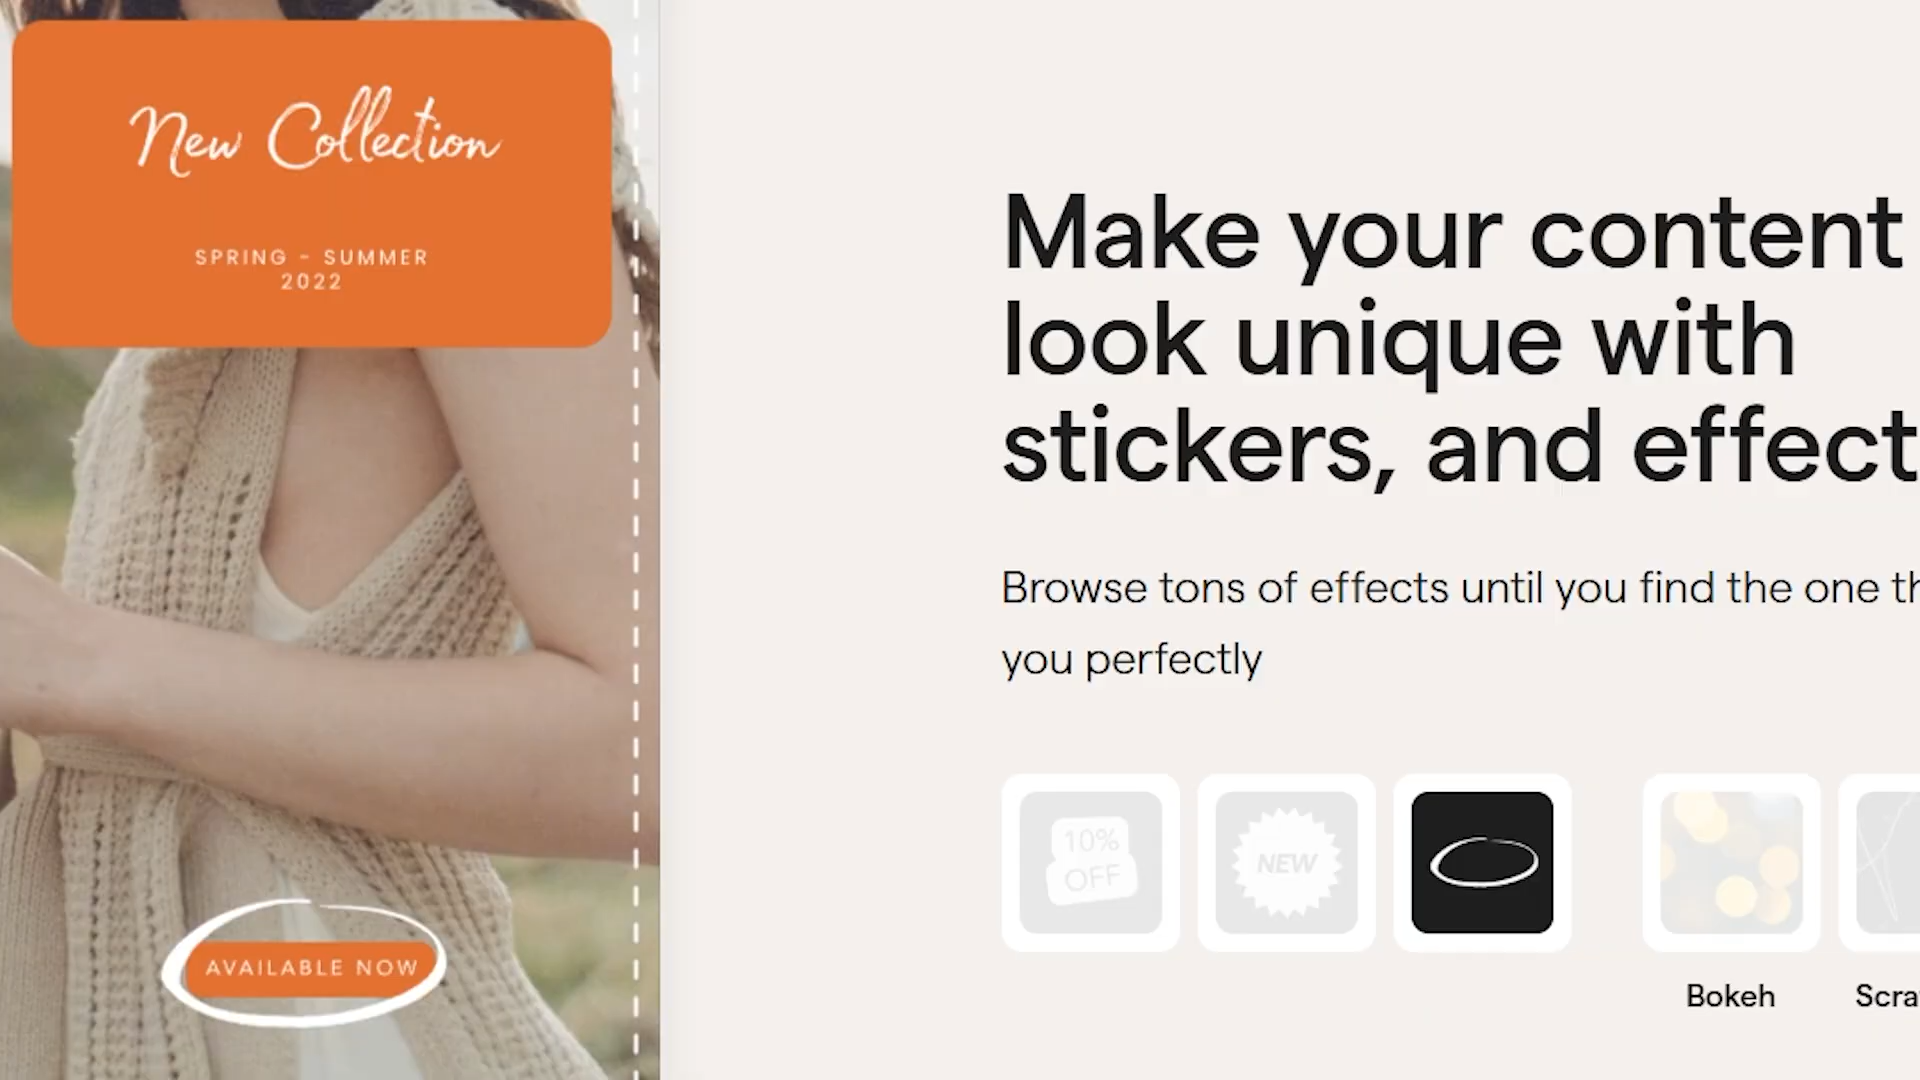 New Collection
SPRING - SUMMER
2022
AVAILABLE NOW
Make your content
look unique with
stickers, and effect
Browse tons of effects until you find the one th
you perfectly
10%
OFF
NEW
Bokeh
Scra